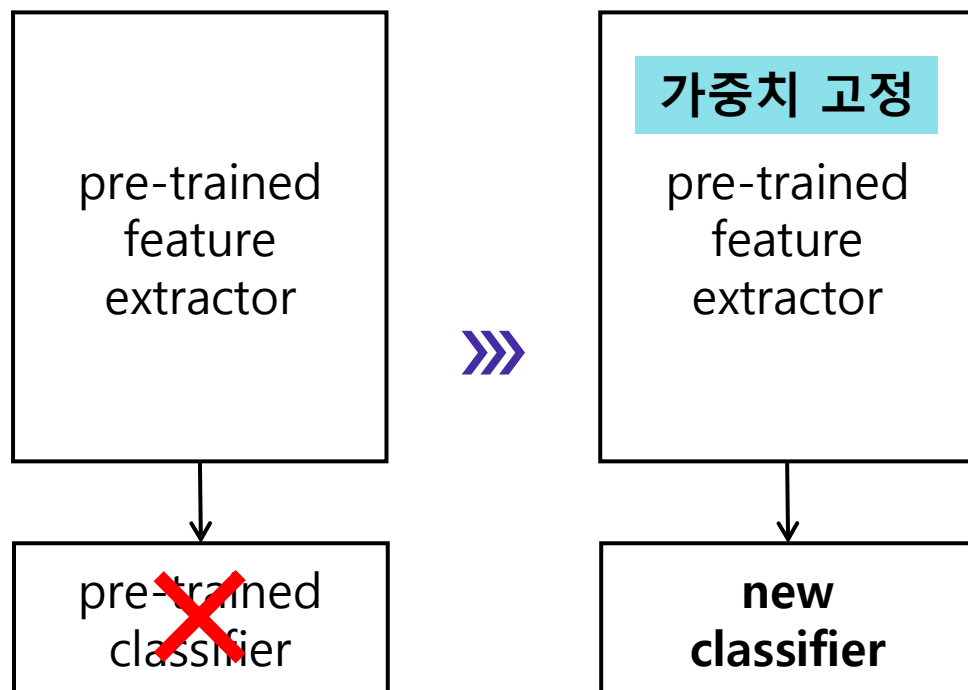 pre-trained
feature
extractor
pre-trained
classifier
가중치 고정
pre-trained
feature
extractor
new
classifier